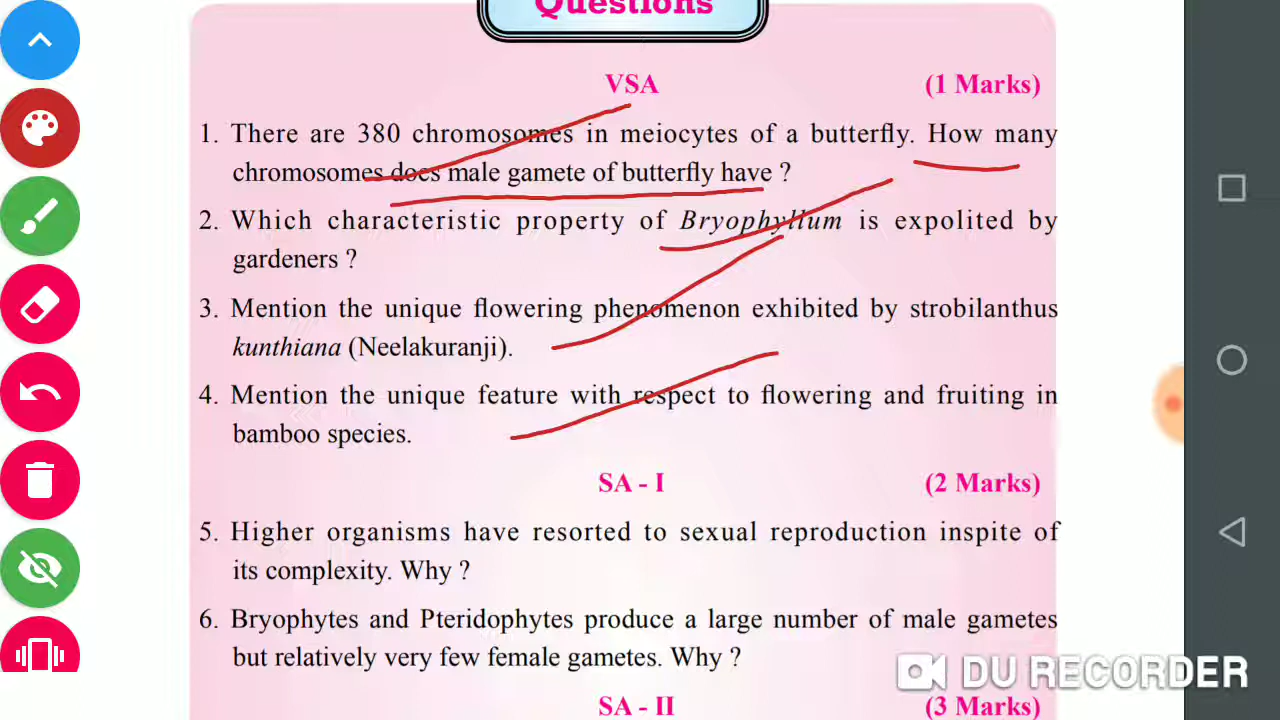 Questions
VSA (1 Marks)
1. There are 380 chromosomes in meiocytes of a butterfly. How many
chromosomes does male gamete of butterfly have ?
2. Which characteristic property of Bryophyllum is expolited by
gardeners ?
3. Mention the unique flowering phenomenon exhibited by strobilanthus
kunthiana (Neelakuranji).
4. Mention the unique feature with respect to flowering and fruiting in
bamboo species.
SA - I (2 Marks)
5. Higher organisms have resorted to sexual reproduction inspite of
its complexity. Why ?
6. Bryophytes and Pteridophytes produce a large number of male gametes
but relatively very few female gametes. Why ?
DU RECORDER
SA - II (3 Marks)